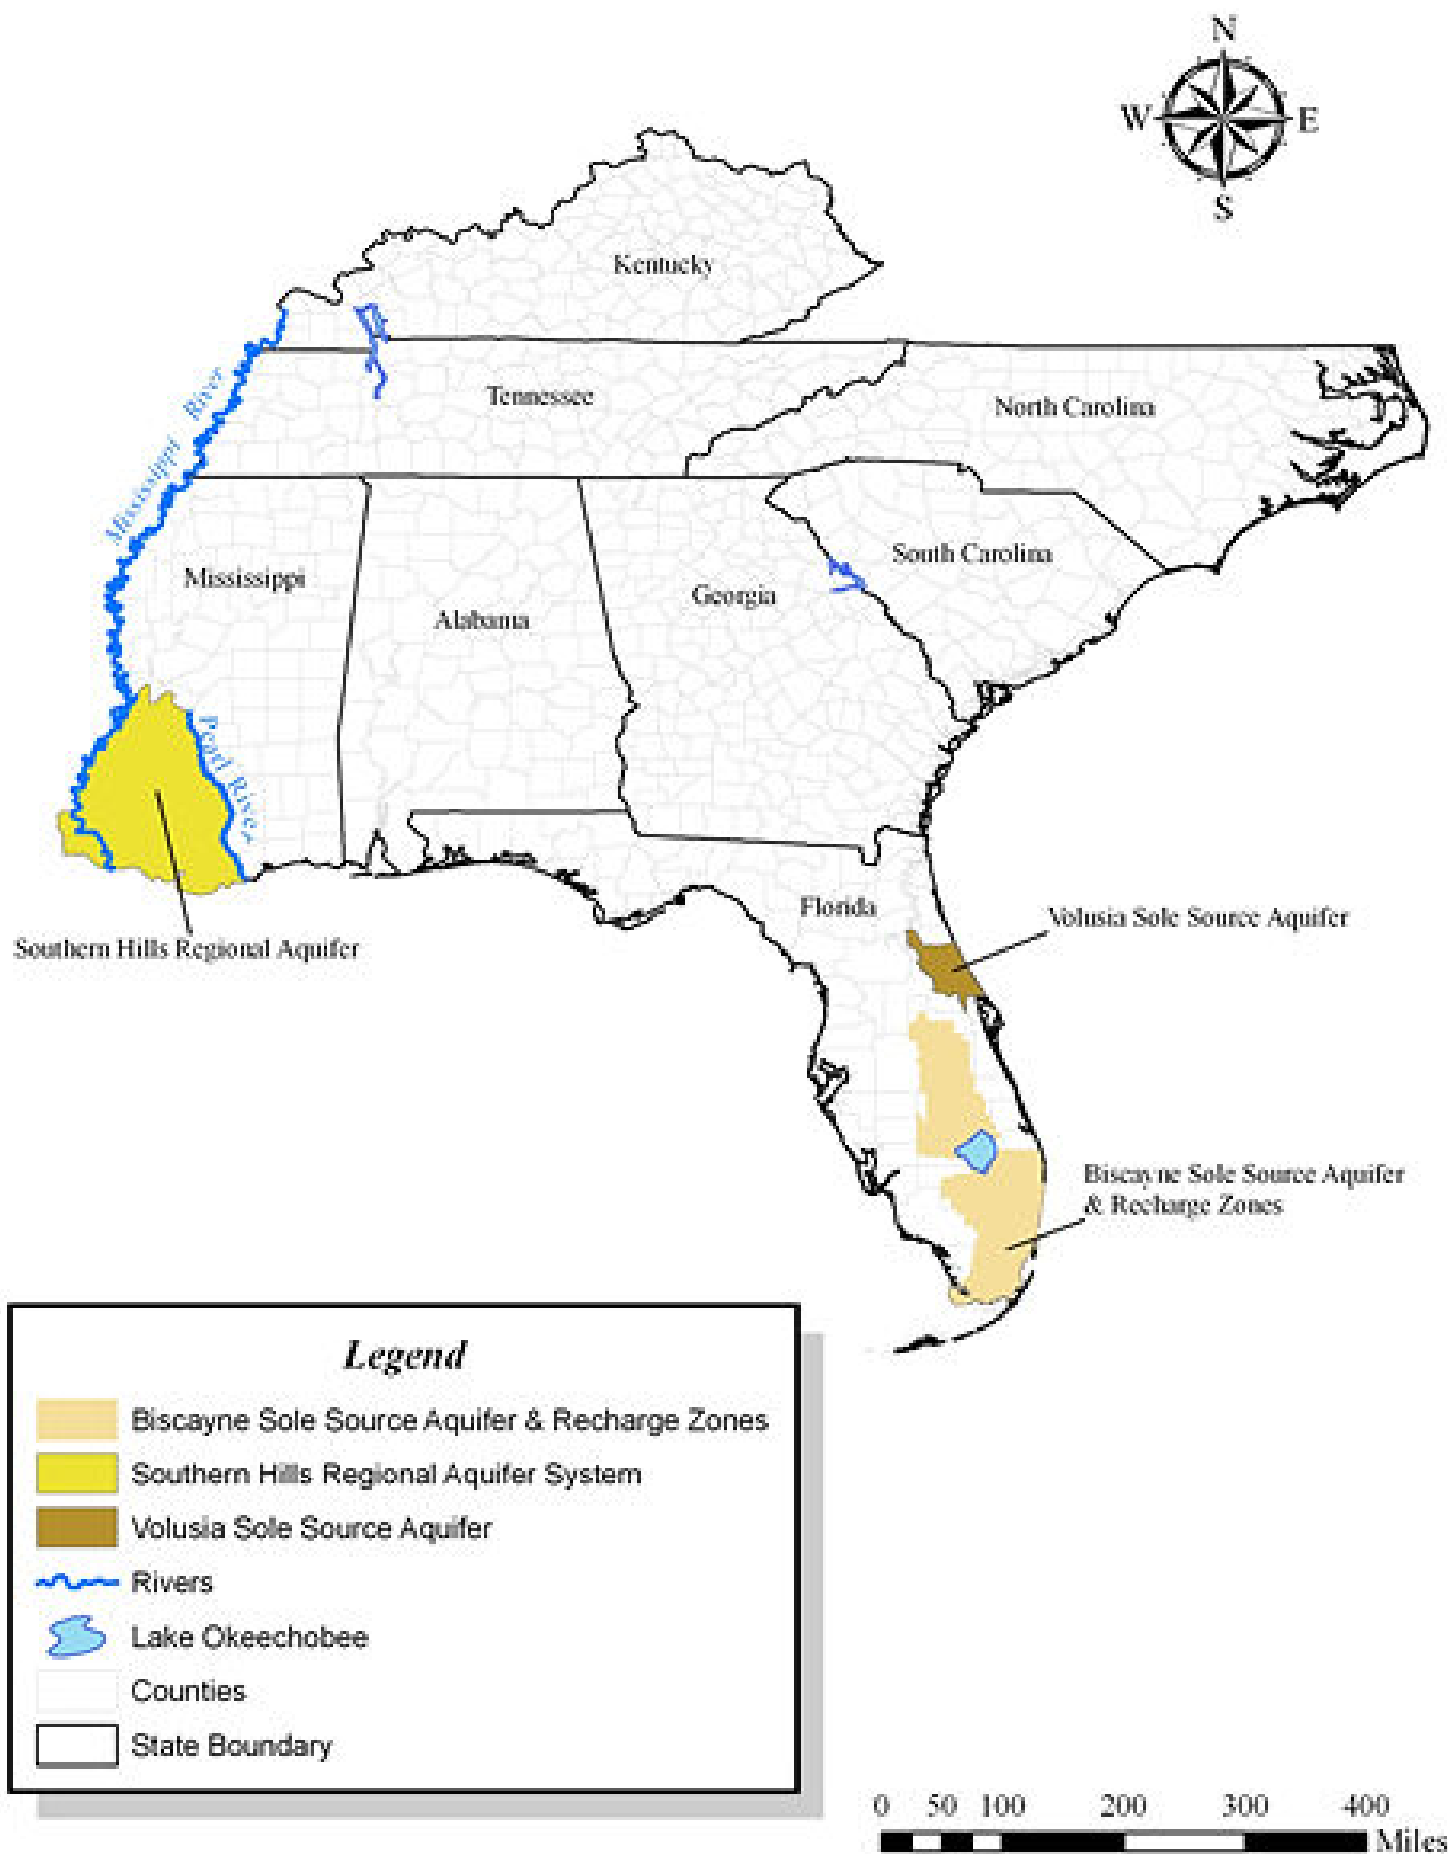 N
W E
S
Kentucky
Mississippi River
Tennessee
North Carolina
Mississippi
Alabama
Georgia
South Carolina
Pearl River
Florida
Volusia Sole Source Aquifer
Southern Hills Regional Aquifer
Biscayne Sole Source Aquifer
& Recharge Zones
Legend
Biscayne Sole Source Aquifer & Recharge Zones
Southern Hills Regional Aquifer System
Volusia Sole Source Aquifer
Rivers
Lake Okeechobee
Counties
State Boundary
0 50 100 200 300 400
Miles